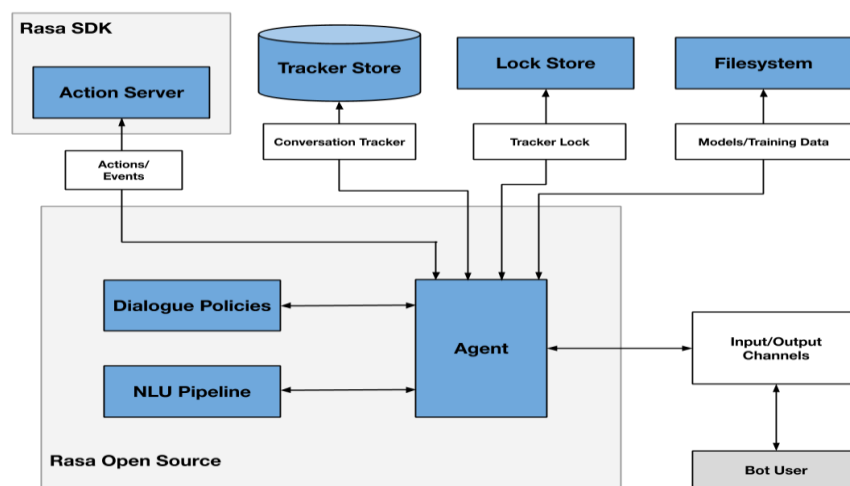 Rasa SDK
Action Server
Tracker Store
Lock Store
Filesystem
Conversation Tracker
Tracker Lock
Models/Training Data
Actions/
Events
Dialogue Policies
Agent
NLU Pipeline
Input/Output
Channels
Rasa Open Source
Bot User